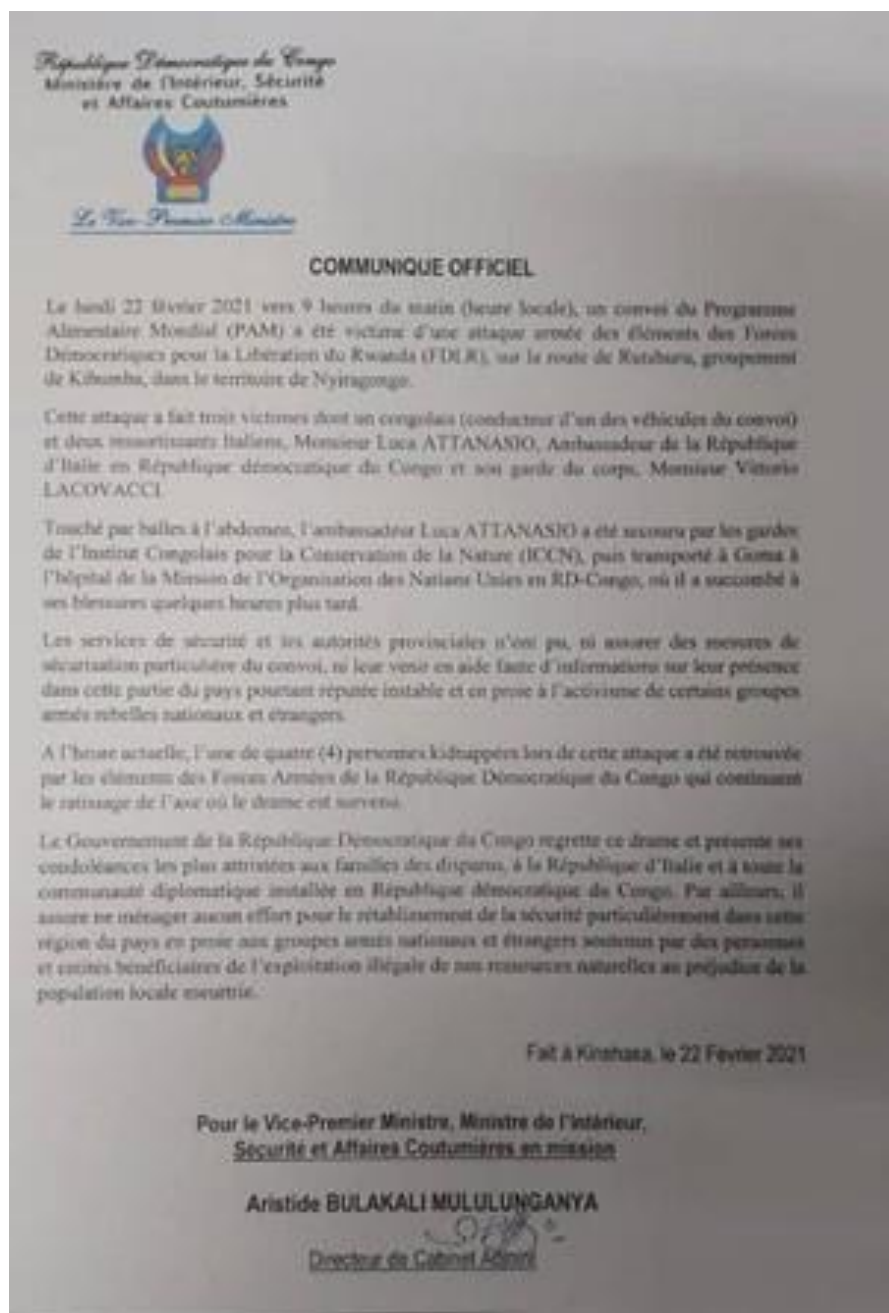 République Démocratique du Congo
Ministère de l'Intérieur, Sécurité
et Affaires Coutumières
Le Vice-Premier Ministre
COMMUNIQUE OFFICIEL
Le lundi 22 février 2021 vers 9 heures du matin (heure locale), un convoi du Programme
Alimentaire Mondial (PAM) a été victime d'une attaque armée des éléments des Forces
Démocratiques pour la Libération du Rwanda (FDLR), sur la route de Rutshuru, groupement
de Kibumba, dans le territoire de Nyiragongo.
Cette attaque a fait trois victimes dont un congolais (conducteur d'un des véhicules du convoi)
et deux ressortissants Italiens, Monsieur Luca ATTANASIO, Ambassadeur de la République
d'Italie en République démocratique du Congo et son garde du corps, Monsieur Vittorio
LACOVACCI.
Touché par balles à l'abdomen, l'ambassadeur Luca ATTANASIO a été secouru par les gardes
de l'Institut Congolais pour la Conservation de la Nature (ICCN), puis transporté à Goma à
l'hôpital de la Mission de l'Organisation des Nations Unies en RD-Congo, où il a succombé à
ses blessures quelques heures plus tard.
Les services de sécurité et les autorités provinciales n'ont pu, ni assurer des mesures de
sécurisation particulière du convoi, ni leur venir en aide faute d'informations sur leur présence
dans cette partie du pays pourtant réputée instable et en proie à l'activisme de certains groupes
armés rebelles nationaux et étrangers.
A l'heure actuelle, l'une de quatre (4) personnes kidnappées lors de cette attaque a été retrouvée
par les éléments des Forces Armées de la République Démocratique du Congo qui continuent
le ratissage de l'axe où le drame est survenu.
Le Gouvernement de la République Démocratique du Congo regrette ce drame et présente ses
condoléances les plus attristées aux familles des disparus, à la République d'Italie et à toute la
communauté diplomatique installée en République démocratique du Congo. Par ailleurs, il
assure ne ménager aucun effort pour le rétablissement de la sécurité particulièrement dans cette
région du pays en proie aux groupes armés nationaux et étrangers soutenus par des personnes
et entités bénéficiaires de l'exploitation illégale de nos ressources naturelles au préjudice de la
population locale meurtrie.
Fait à Kinshasa, le 22 Février 2021
Pour le Vice-Premier Ministre, Ministre de l'Intérieur,
Sécurité et Affaires Coutumières en mission
Aristide BULAKALI MULULUNGANYA
Directeur de Cabinet Adjoint